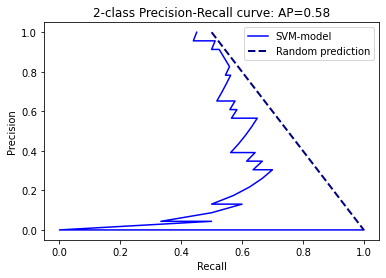 2-class Precision-Recall curve: AP=0.58
SVM-model
Random prediction
Precision
1.0
0.8
0.6
0.4
0.2
0.0
0.0 0.2 0.4 0.6 0.8 1.0
Recall